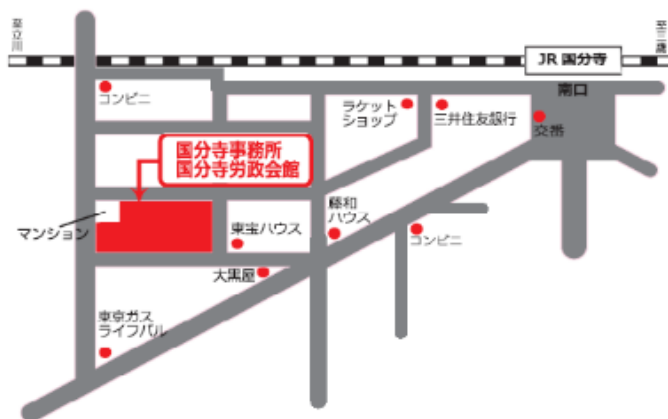 至立川
至三鷹
JR 国分寺
南口
コンビニ
ラケット
ショップ
三井住友銀行
交番
国分寺事務所
国分寺労政会館
マンション
東宝ハウス
藤和
ハウス
コンビニ
大黒屋
東京ガス
ライフバル